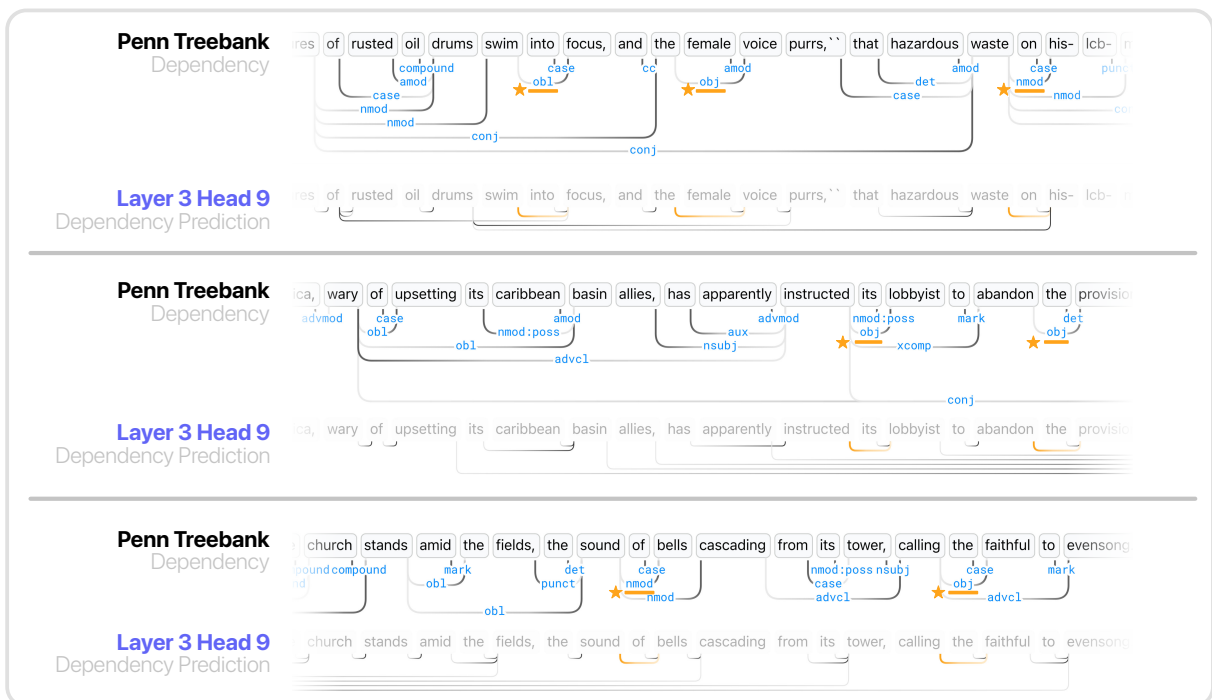 Penn Treebank
Dependency
res of rusted oil drums swim into focus, and the female voice purrs,`` that hazardous waste on his- lcb-
compound case cc amod amod case
amod obl obj det nmod
case case nmod
nmod
nmod
conj
conj
Layer 3 Head 9
Dependency Prediction
res of rusted oil drums swim into focus, and the female voice purrs,`` that hazardous waste on his- lcb-
Penn Treebank
Dependency
ica, wary of upsetting its caribbean basin allies, has apparently instructed its lobbyist to abandon the provision
advmod case amod advmod nmod:poss mark det
obl nmod:poss aux obj obj
obl nsubj xcomp
advcl
conj
Layer 3 Head 9
Dependency Prediction
ica, wary of upsetting its caribbean basin allies, has apparently instructed its lobbyist to abandon the provision
Penn Treebank
Dependency
church stands amid the fields, the sound of bells cascading from its tower, calling the faithful to evensong
pound compound mark det case nmod:poss nsubj case mark
obl punct nmod case obj
nmod advcl advcl
obl
Layer 3 Head 9
Dependency Prediction
church stands amid the fields, the sound of bells cascading from its tower, calling the faithful to evensong